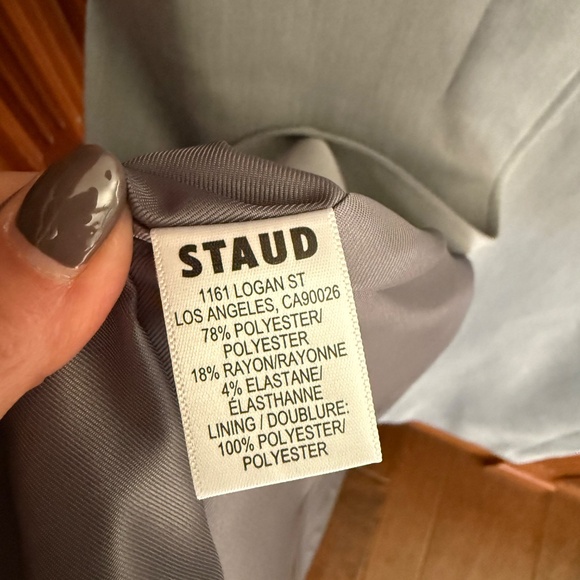 STAUD
1161 LOGAN ST
LOS ANGELES, CA90026
78% POLYESTER/
POLYESTER
18% RAYON/RAYONNE
4% ELASTANE/
ÉLASTHANNE
LINING / DOUBLURE:
100% POLYESTER/
POLYESTER